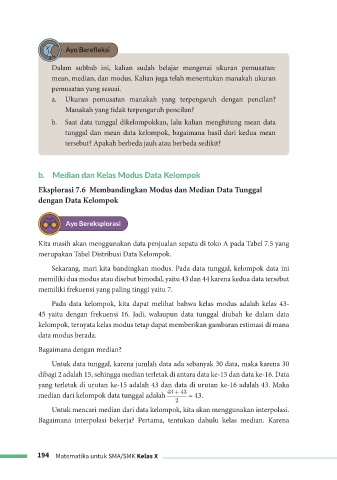 Ayo Berefleksi
Dalam subbab ini, kalian sudah belajar mengenai ukuran pemusatan:
mean, median, dan modus. Kalian juga telah menentukan manakah ukuran
pemusatan yang sesuai.
a. Ukuran pemusatan manakah yang terpengaruh dengan pencilan?
Manakah yang tidak terpengaruh pencilan?
b. Saat data tunggal dikelompokkan, lalu kalian menghitung mean data
tunggal dan mean data kelompok, bagaimana hasil dari kedua mean
tersebut? Apakah berbeda jauh atau berbeda sedikit?
b. Median dan Kelas Modus Data Kelompok
Eksplorasi 7.6 Membandingkan Modus dan Median Data Tunggal
dengan Data Kelompok
Ayo Bereksplorasi
Kita masih akan menggunakan data penjualan sepatu di toko A pada Tabel 7.5 yang
merupakan Tabel Distribusi Data Kelompok.
Sekarang, mari kita bandingkan modus. Pada data tunggal, kelompok data ini
memiliki dua modus atau disebut bimodal, yaitu 43 dan 44 karena kedua data tersebut
memiliki frekuensi yang paling tinggi yaitu 7.
Pada data kelompok, kita dapat melihat bahwa kelas modus adalah kelas 43-
45 yaitu dengan frekuensi 16. Jadi, walaupun data tunggal diubah ke dalam data
kelompok, ternyata kelas modus tetap dapat memberikan gambaran estimasi di mana
data modus berada.
Bagaimana dengan median?
Untuk data tunggal, karena jumlah data ada sebanyak 30 data, maka karena 30
dibagi 2 adalah 15, sehingga median terletak di antara data ke-15 dan data ke-16. Data
yang terletak di urutan ke-15 adalah 43 dan data di urutan ke-16 adalah 43. Maka
median dari kelompok data tunggal adalah (43 + 43)/2 = 43.
Untuk mencari median dari data kelompok, kita akan menggunakan interpolasi.
Bagaimana interpolasi bekerja? Pertama, tentukan dahulu kelas median. Karena
194 Matematika untuk SMA/SMK Kelas X